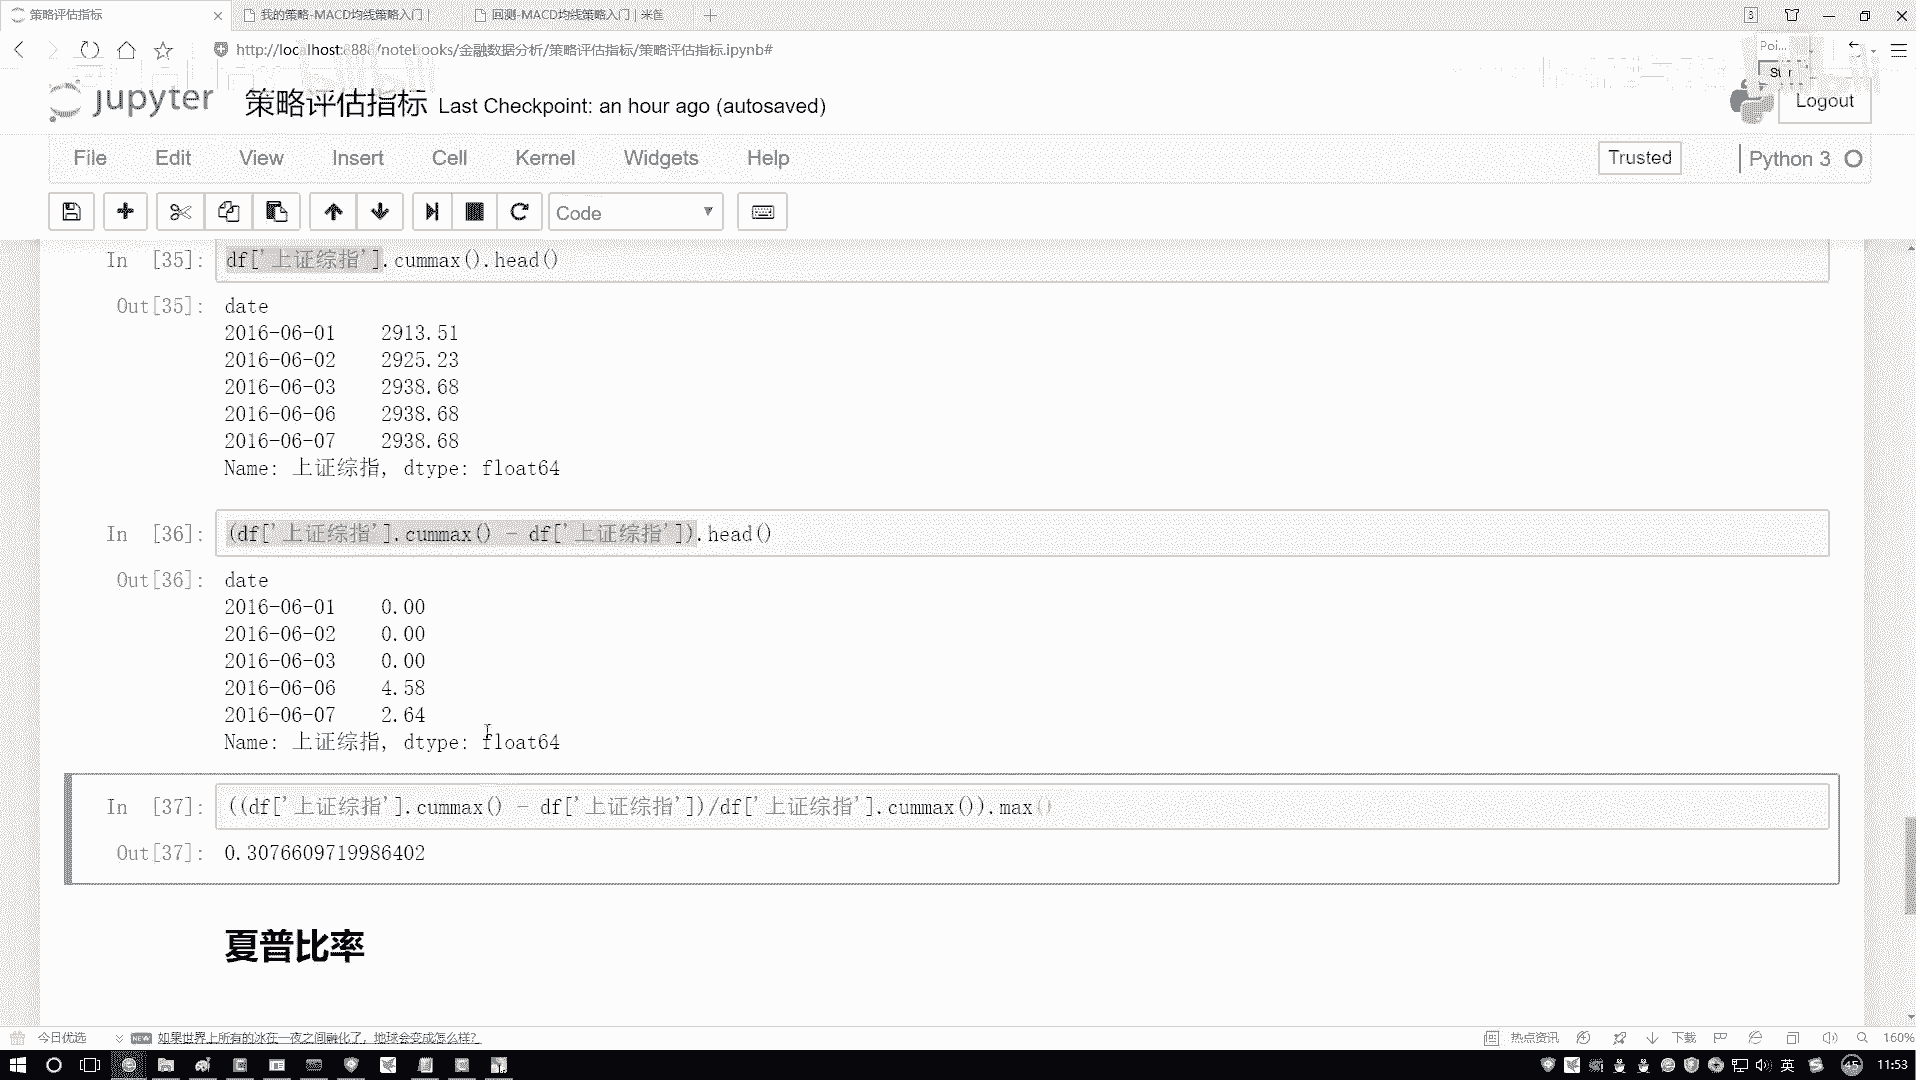 策略评估指标
我的策略-MACD均线策略入门 |
回测-MACD均线策略入门 | 米筐
http://localhost:8888/notebooks/金融数据分析/策略评估指标/策略评估指标.ipynb#
Poi...
jupyter
策略评估指标 Last Checkpoint: an hour ago (autosaved)
Logout
File Edit View Insert Cell Kernel Widgets Help
Trusted
Python 3
Code
In [35]: df['上证综指'].cummax().head()
Out[35]: date
2016-06-01 2913.51
2016-06-02 2925.23
2016-06-03 2938.68
2016-06-06 2938.68
2016-06-07 2938.68
Name: 上证综指, dtype: float64
In [36]: (df['上证综指'].cummax() - df['上证综指']).head()
Out[36]: date
2016-06-01 0.00
2016-06-02 0.00
2016-06-03 0.00
2016-06-06 4.58
2016-06-07 2.64
Name: 上证综指, dtype: float64
In [37]: ((df['上证综指'].cummax() - df['上证综指'])/df['上证综指'].cummax()).max()
Out[37]: 0.3076609719986402
夏普比率
今日优选
NEW
如果世界上所有的冰在一夜之间融化了，地球会变成怎么样?
热点资讯
下载
160%
英
45
11:53